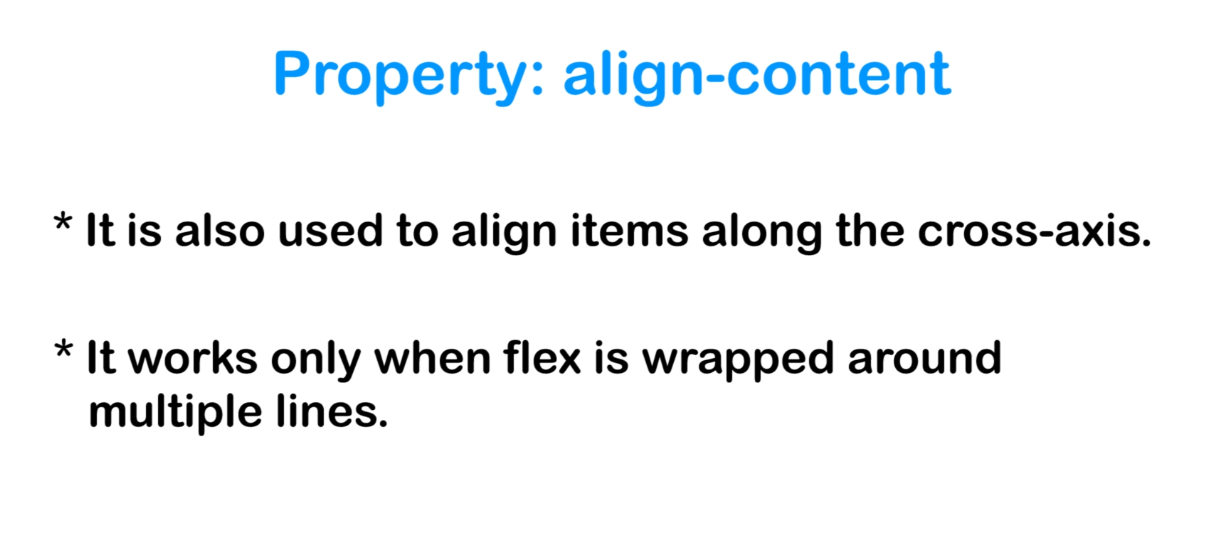 Property: align-content
* It is also used to align items along the cross-axis.
* It works only when flex is wrapped around
multiple lines.